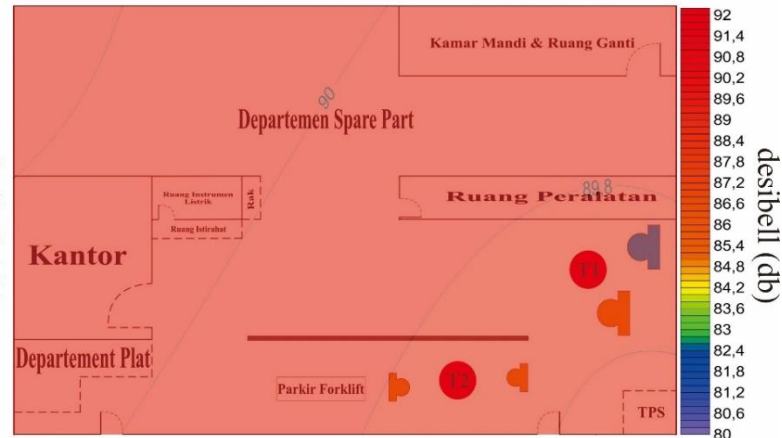 Kamar Mandi & Ruang Ganti
90
Departemen Spare Part
Ruang Instrumen
Listrik
Rak
Ruang Istirahat
Ruang Peralatan
89,8
Kantor
T1
Departement Plat
Parkir Forklift
T2
TPS
92
91,4
90,8
90,2
89,6
89
88,4
87,8
87,2
86,6
86
85,4
84,8
84,2
83,6
83
82,4
81,8
81,2
80,6
80
desibell (db)